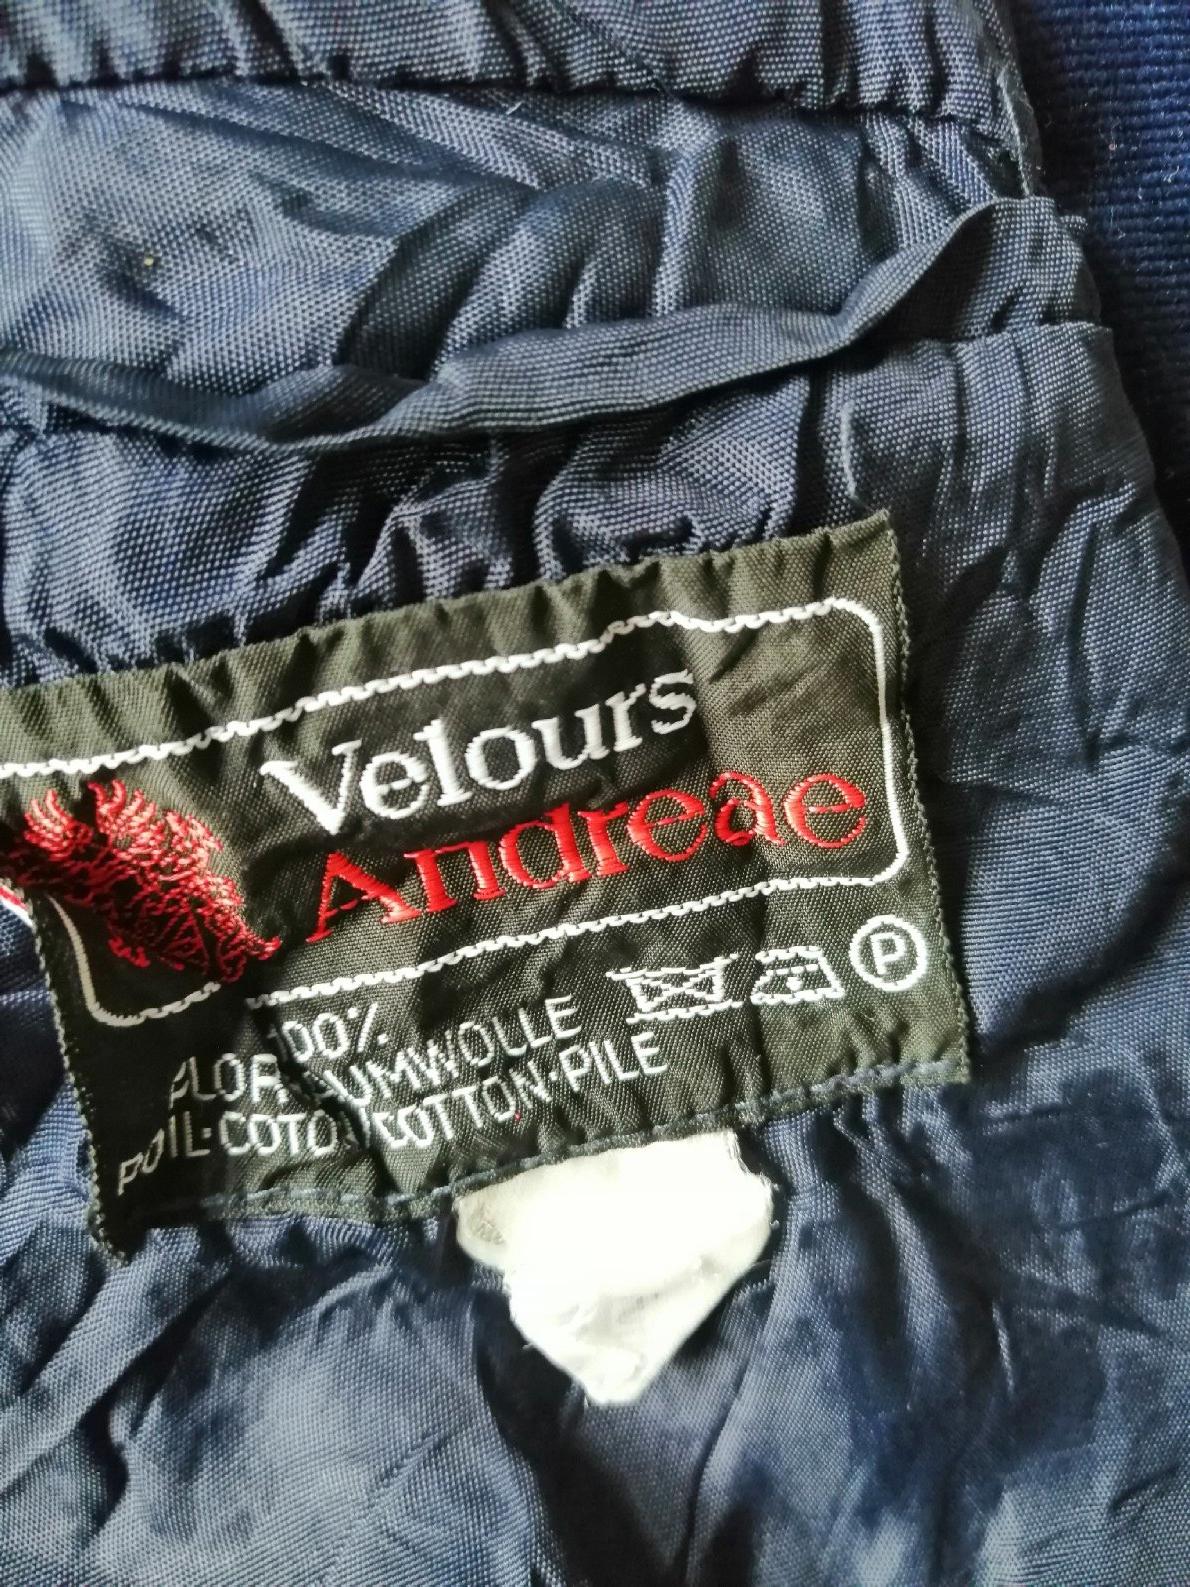 Velours
Andreae
100%
FLOR BAUMWOLLE
POIL·COTON COTTON·PILE
P